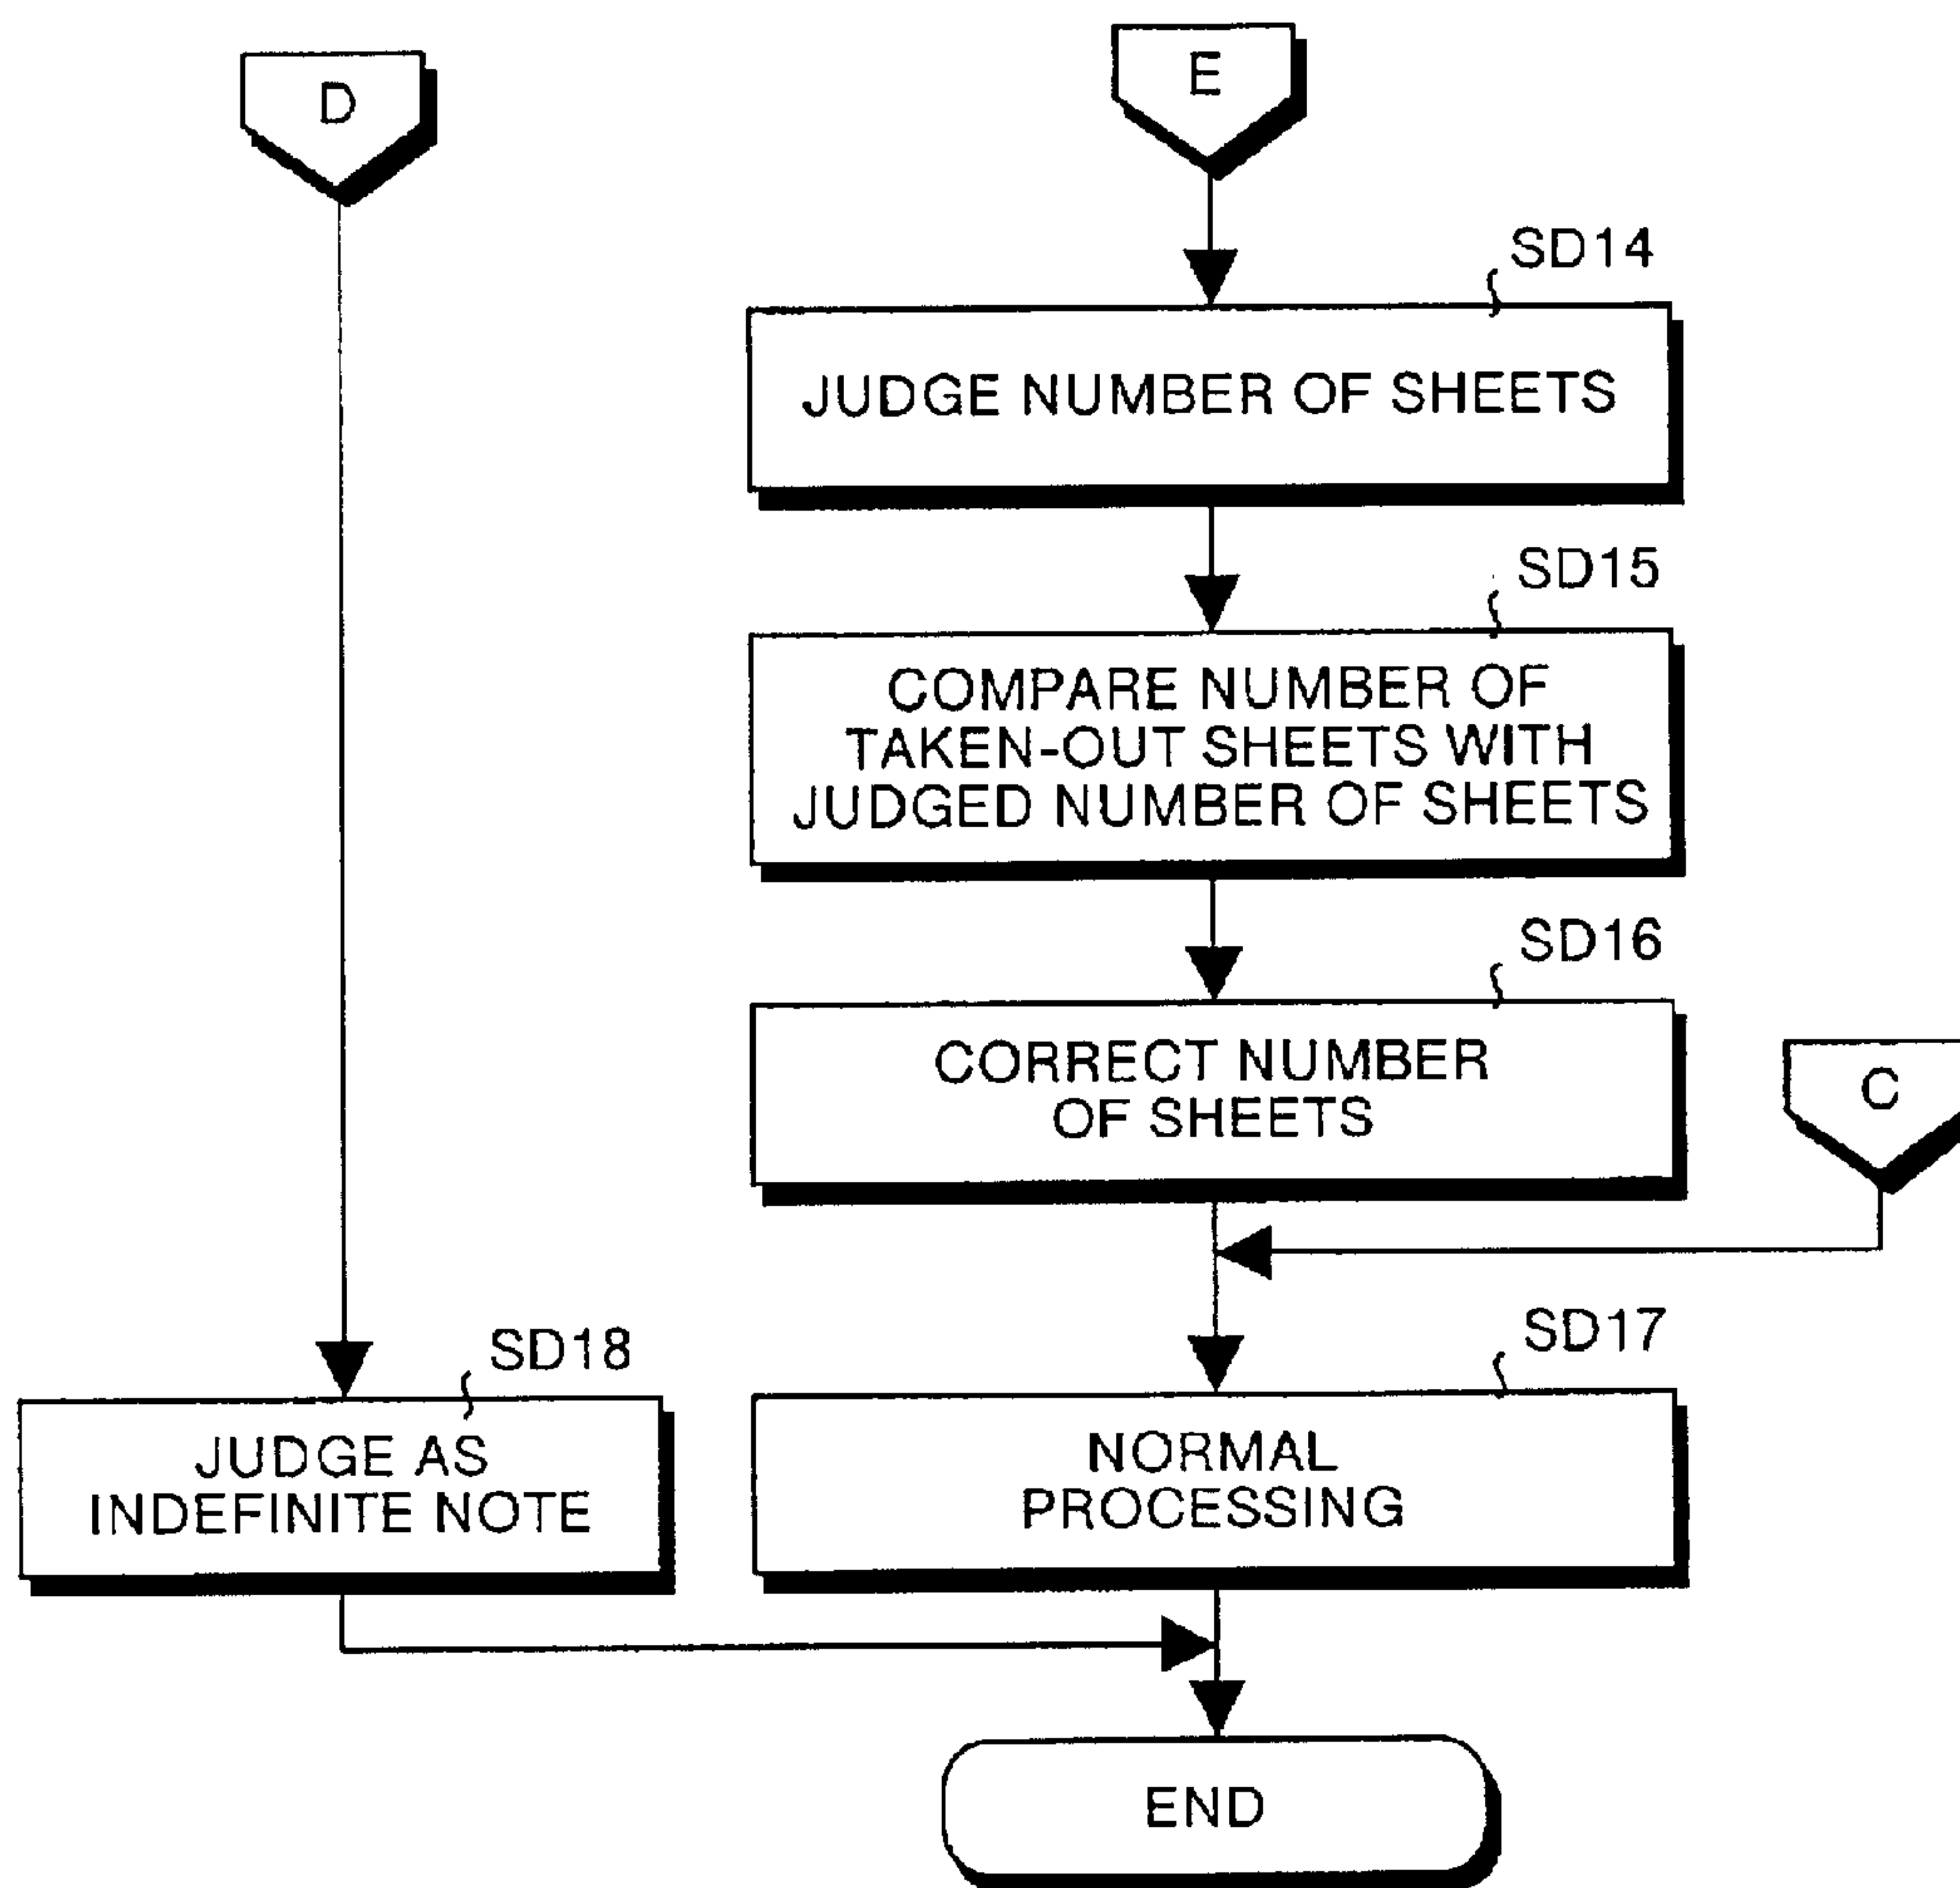 D
E
SD14
JUDGE NUMBER OF SHEETS
SD15
COMPARE NUMBER OF
TAKEN-OUT SHEETS WITH
JUDGED NUMBER OF SHEETS
SD16
CORRECT NUMBER
OF SHEETS
C
SD18
JUDGE AS
INDEFINITE NOTE
SD17
NORMAL
PROCESSING
END